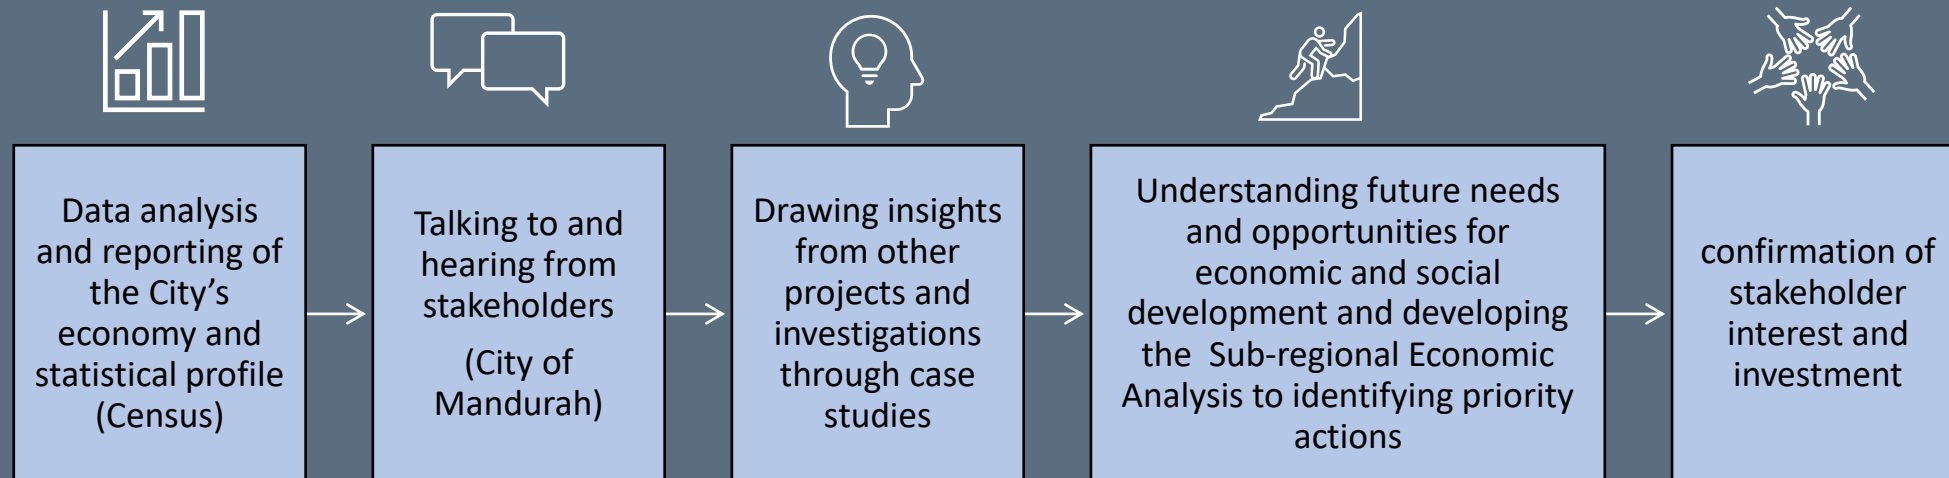 Data analysis
and reporting of
the City’s
economy and
statistical profile
(Census)
Talking to and
hearing from
stakeholders
(City of
Mandurah)
Drawing insights
from other
projects and
investigations
through case
studies
Understanding future needs
and opportunities for
economic and social
development and developing
the  Sub-regional Economic
Analysis to identifying priority
actions
confirmation of
stakeholder
interest and
investment